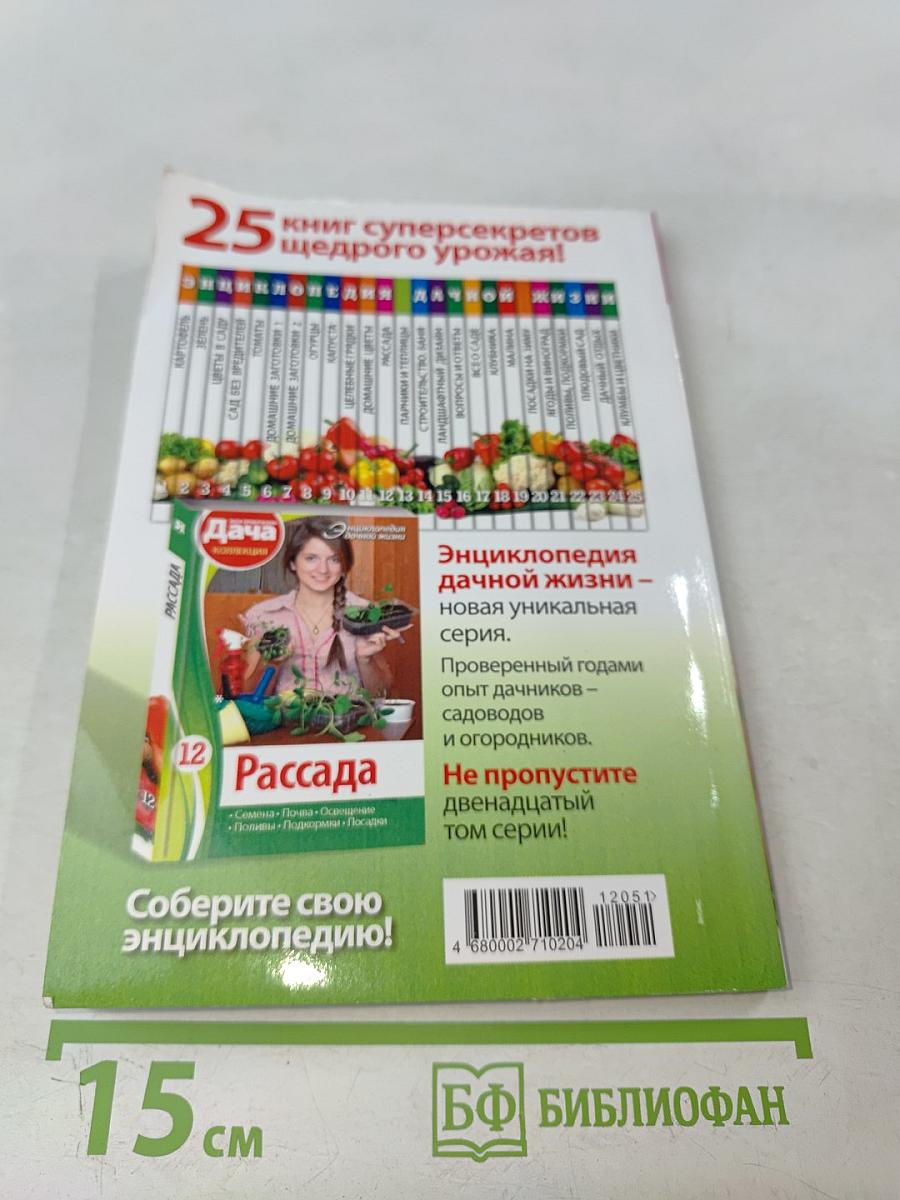 25 книг суперсекретов
щедрого урожая!
ЭНЦИКЛОПЕДИЯ ДАЧНОЙ ЖИЗНИ
КАРТОФЕЛЬ
ЗЕЛЕНЬ
ЦВЕТЫ В САДУ
САД БЕЗ ВРЕДИТЕЛЕЙ
ТОМАТЫ
ДОМАШНИЕ ЗАГОТОВКИ 1
ДОМАШНИЕ ЗАГОТОВКИ 2
ОГУРЦЫ
КАПУСТА
ЦЕЛЕБНЫЕ ГРЯДКИ
ДОМАШНИЕ ЦВЕТЫ
РАССАДА
ПАРНИКИ И ТЕПЛИЦЫ
СТРОИТЕЛЬСТВО. БАНЯ
ЛАНДШАФТНЫЙ ДИЗАЙН
ВОПРОСЫ И ОТВЕТЫ
ВСЕ О САДЕ
КЛУБНИКА
МАЛИНА
ПОСАДКИ НА ЗИМУ
ЯГОДЫ И ВИНОГРАД
ПОЛИВЫ, ПОДКОРМКИ
ПЛОДОВЫЙ САД
ДАЧНЫЙ ОТДЫХ
КЛУМБЫ И ЦВЕТНИКИ
1 2 3 4 5 6 7 8 9 10 11 12 13 14 15 16 17 18 19 20 21 22 23 24 25
Дача
КОЛЛЕКЦИЯ
Энциклопедия
дачной жизни
РАССАДА
12
12
Рассада
• Семена • Почва • Освещение
• Поливы • Подкормки • Посадки
Энциклопедия
дачной жизни –
новая уникальная
серия.
Проверенный годами
опыт дачников –
садоводов
и огородников.
Не пропустите
двенадцатый
том серии!
Соберите свою
энциклопедию!
12051
4 680002 710204
15 см
БФ БИБЛИОФАН